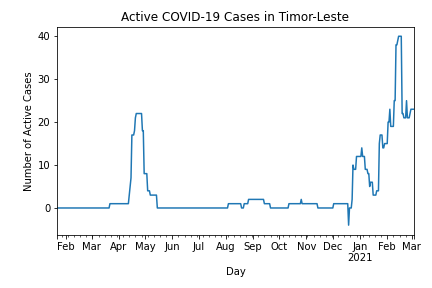 Active COVID-19 Cases in Timor-Leste
Number of Active Cases
40
30
20
10
0
Feb Mar Apr May Jun Jul Aug Sep Oct Nov Dec Jan Feb Mar
2021
Day